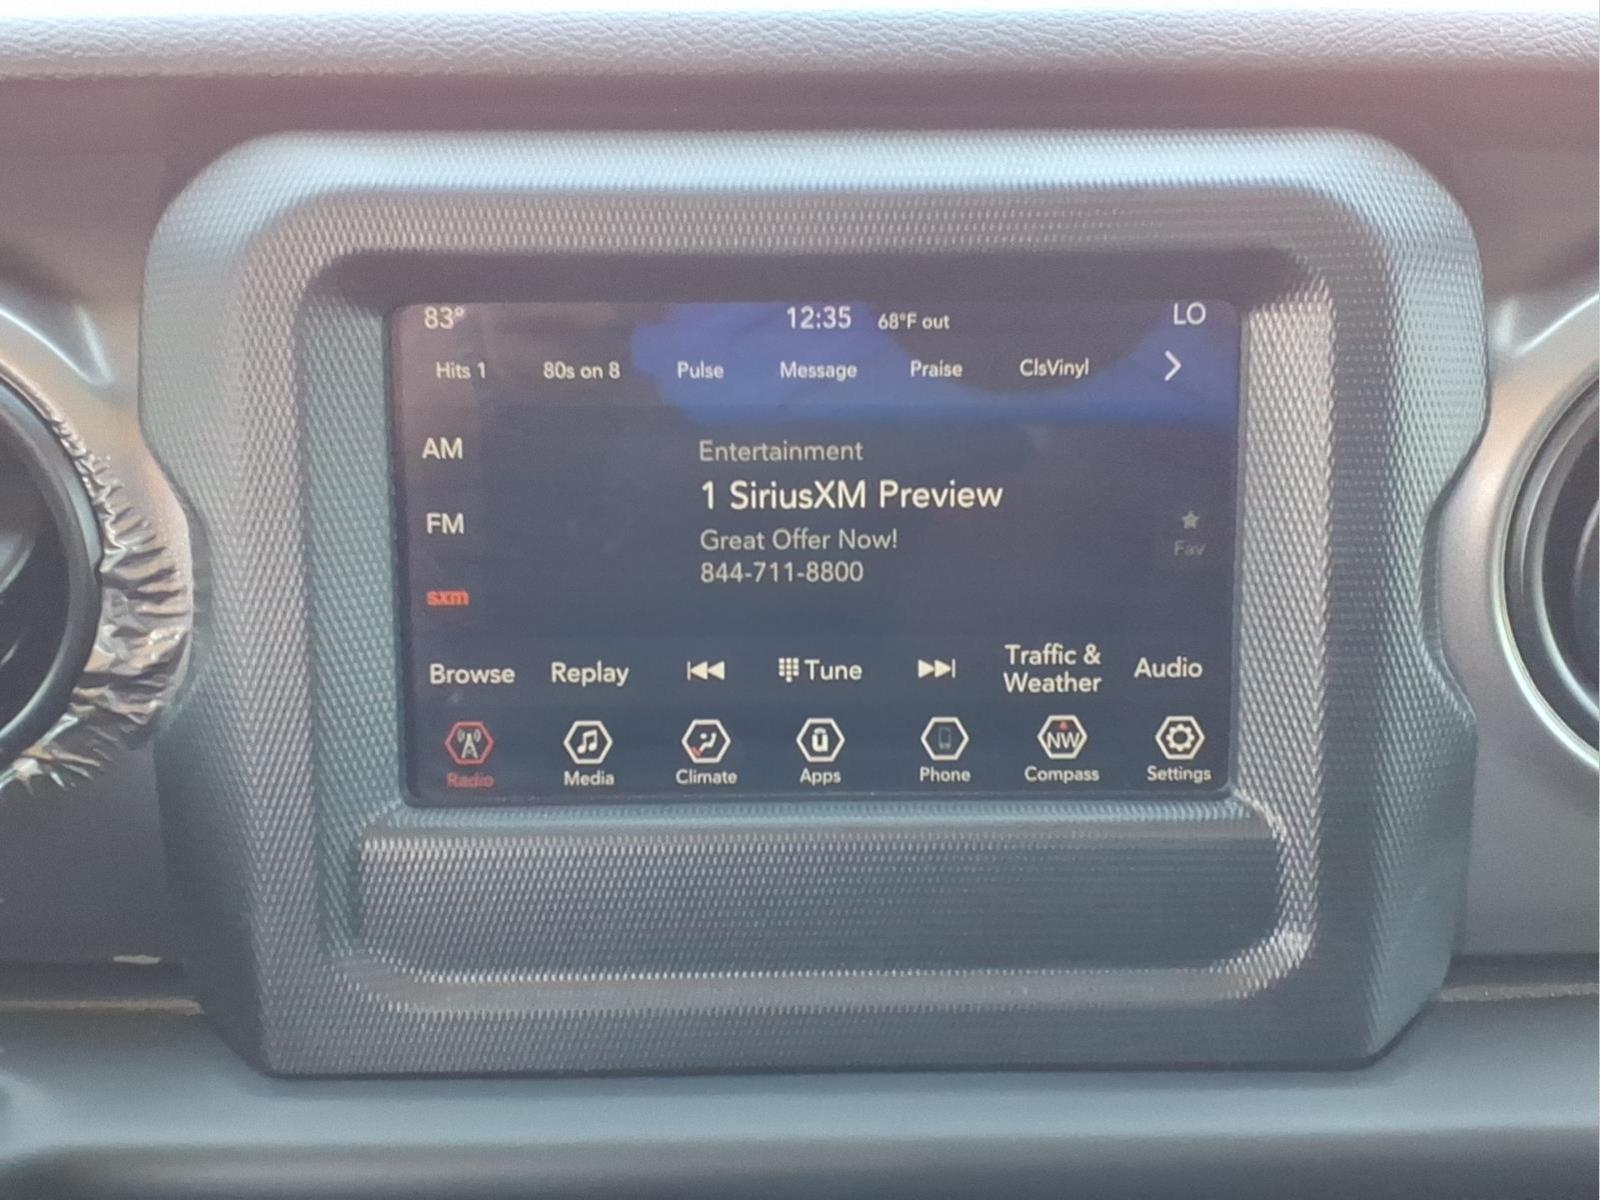 83° 12:35 68°F out LO
Hits 1 80s on 8 Pulse Message Praise ClsVinyl
AM
FM
sxm
Entertainment
1 SiriusXM Preview
Great Offer Now!
844-711-8800
Fav
Browse Replay Tune Traffic & Weather Audio
NW
Radio Media Climate Apps Phone Compass Settings